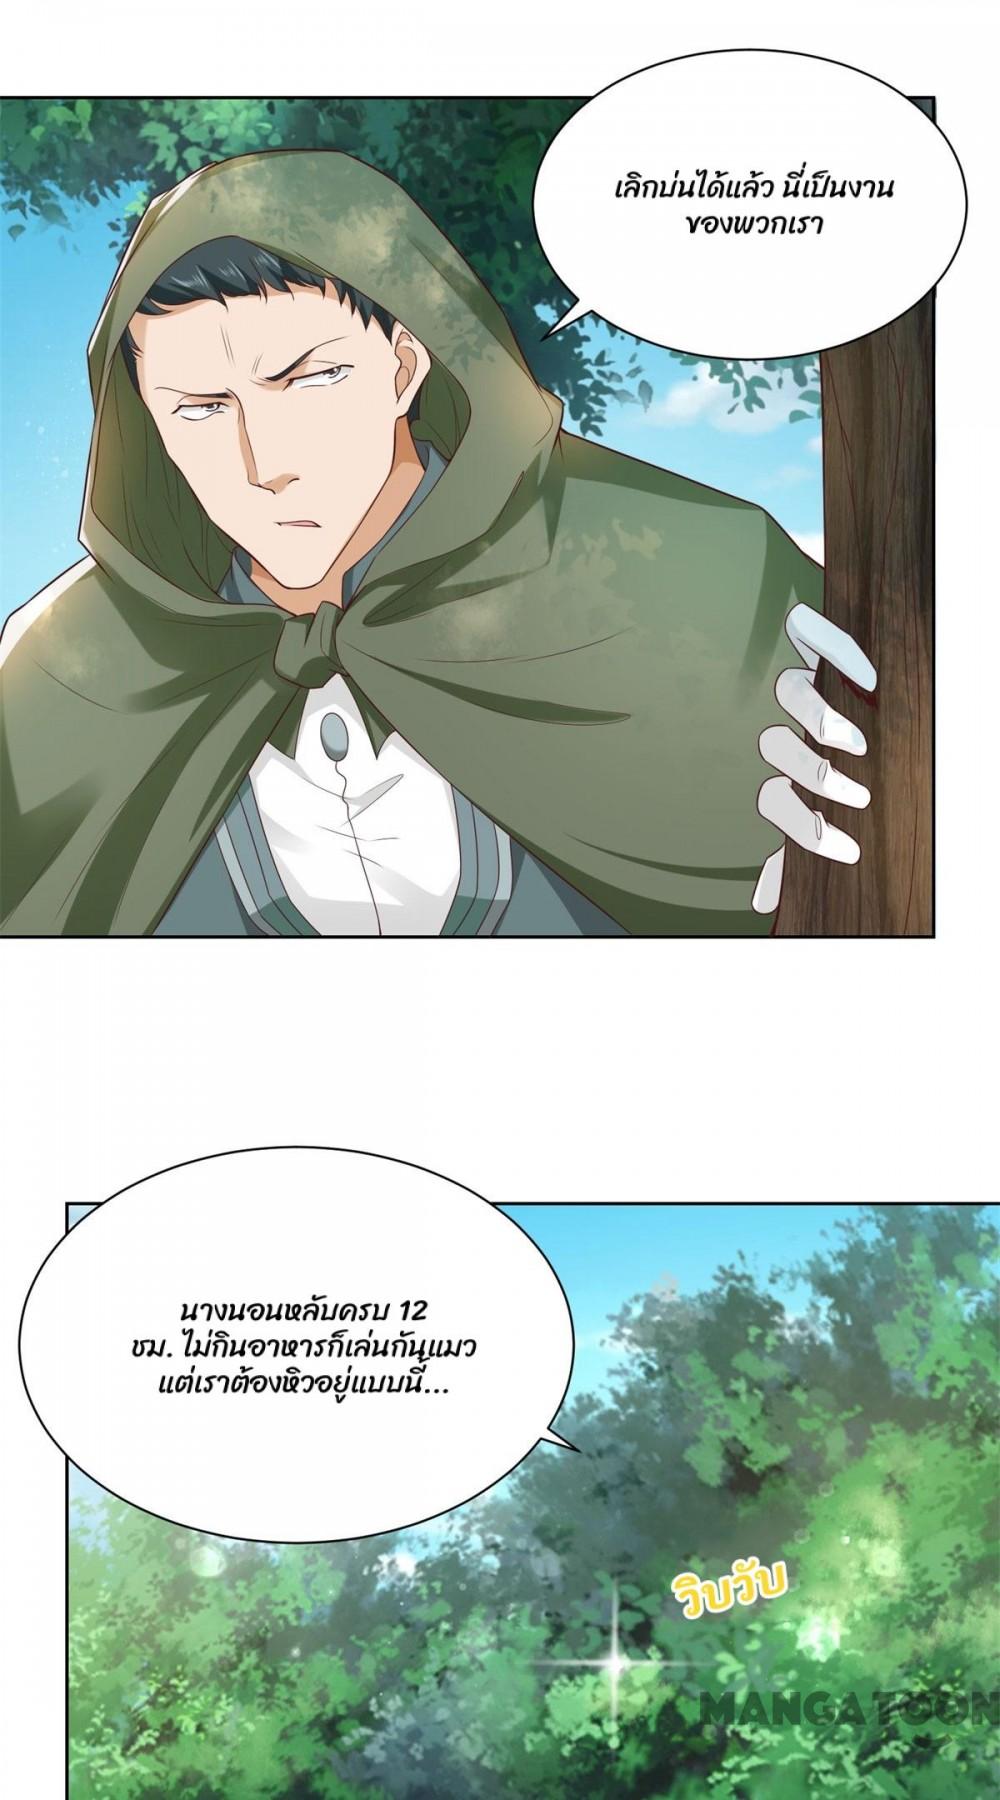 เลิกบ่นได้แล้ว นี่เป็นงาน
ของพวกเรา
นางนอนหลับครบ 12
ชม. ไม่กินอาหารก็เล่นกันแมว
แต่เราต้องหิวอยู่แบบนี้...
วิบวับ
MANGATOON